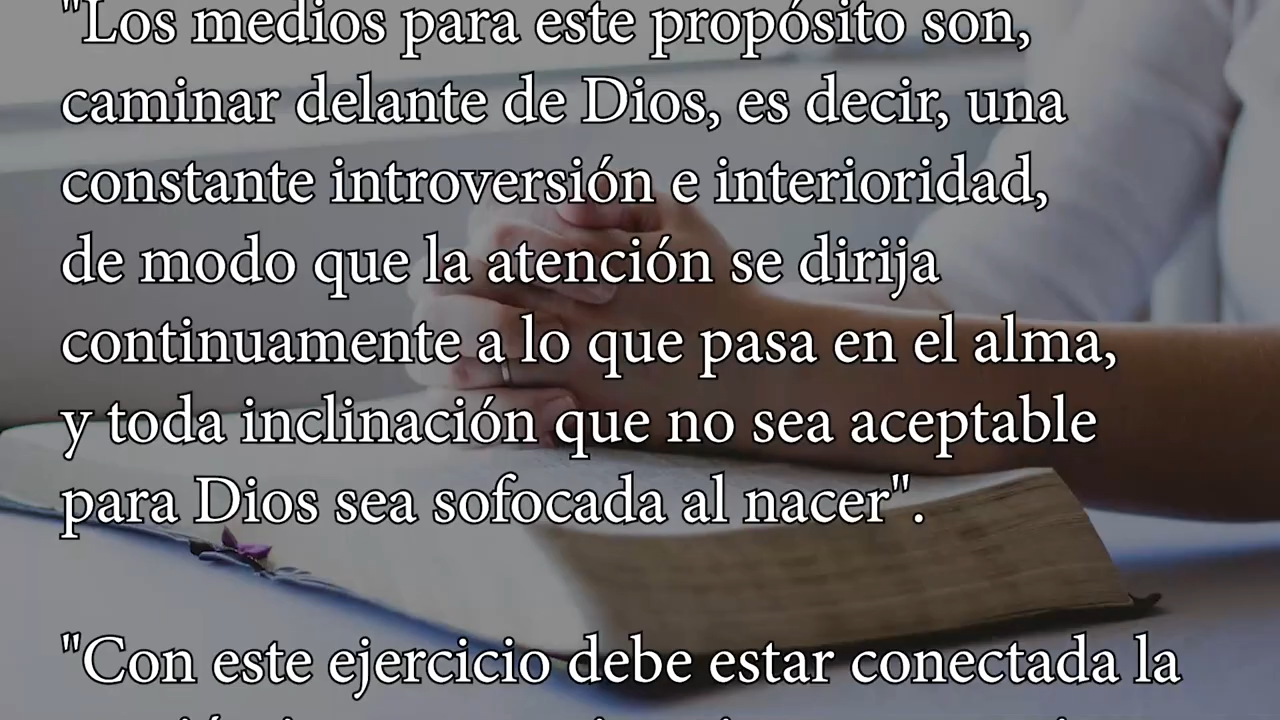 "Los medios para este propósito son,
caminar delante de Dios, es decir, una
constante introversión e interioridad,
de modo que la atención se dirija
continuamente a lo que pasa en el alma,
y toda inclinación que no sea aceptable
para Dios sea sofocada al nacer".
"Con este ejercicio debe estar conectada la